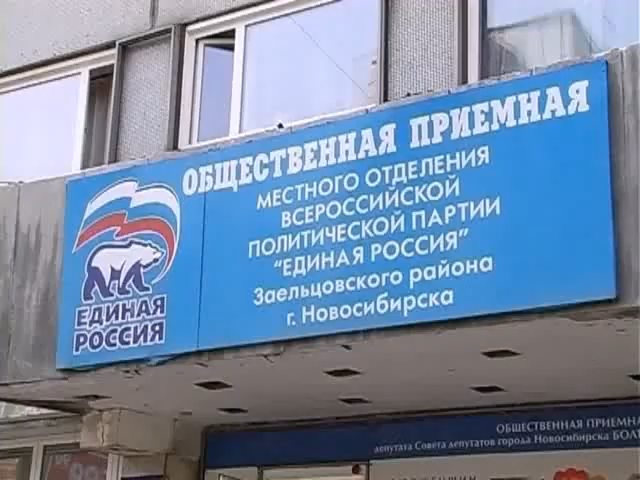 ОБЩЕСТВЕННАЯ ПРИЕМНАЯ
МЕСТНОГО ОТДЕЛЕНИЯ
ВСЕРОССИЙСКОЙ
ПОЛИТИЧЕСКОЙ ПАРТИИ
"ЕДИНАЯ РОССИЯ"
Заельцовского района
г. Новосибирска
ЕДИНАЯ
РОССИЯ
ОБЩЕСТВЕННАЯ ПРИЕМНА
депутата Совета депутатов города Новосибирска БОЛТ